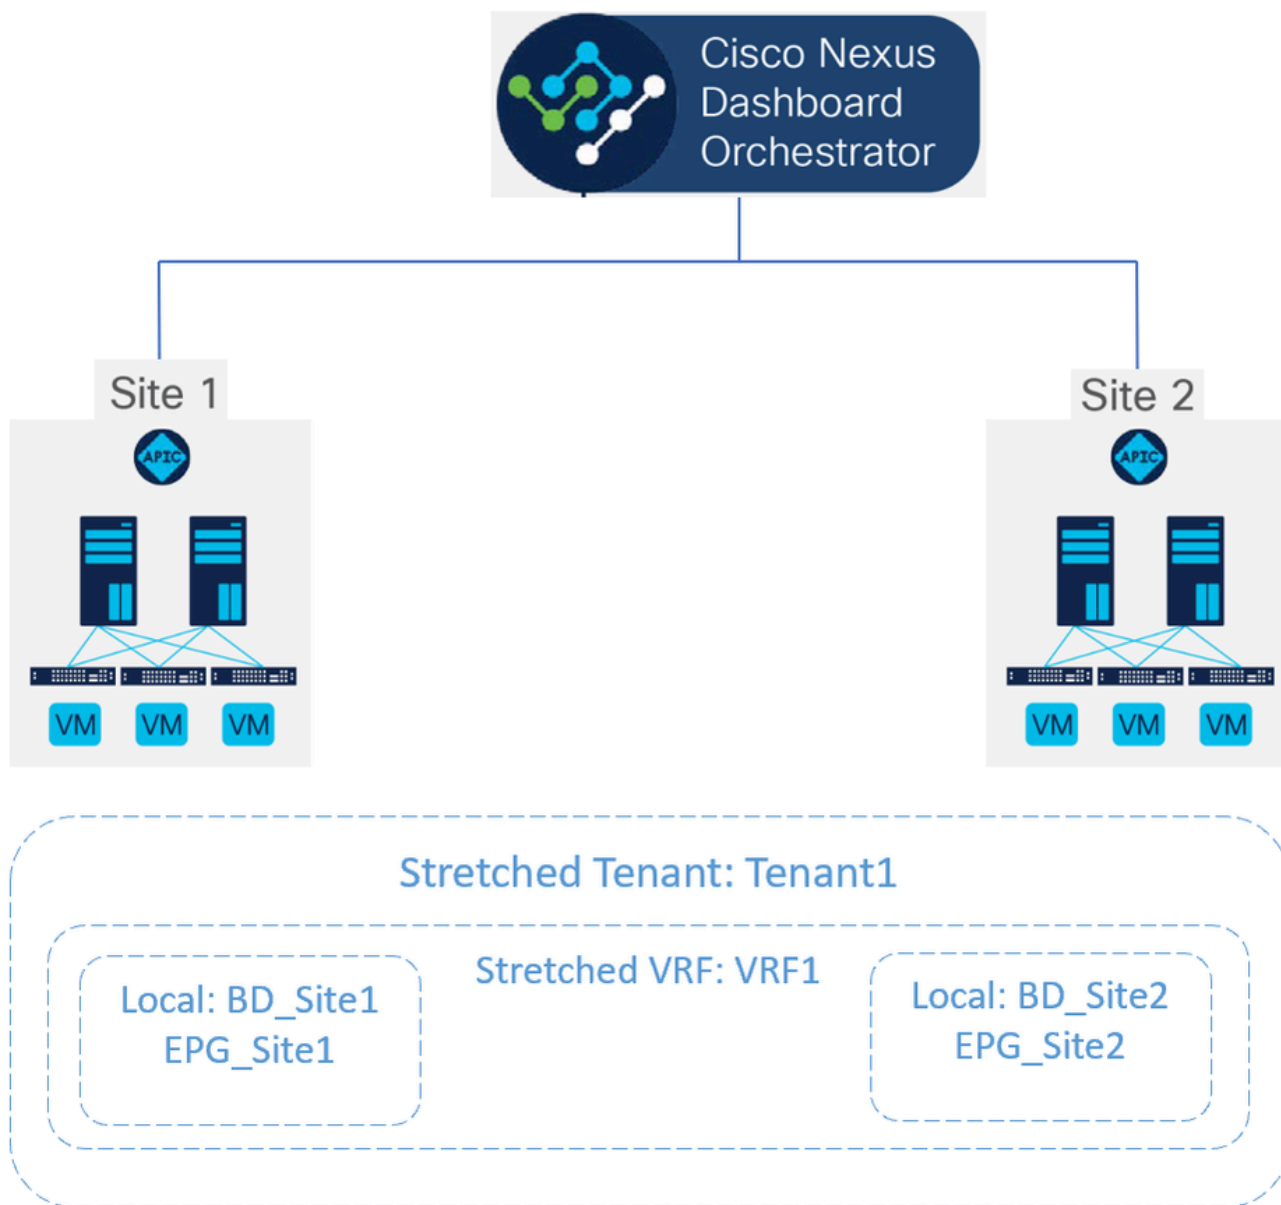 Cisco Nexus
Dashboard
Orchestrator
Site 1
APIC
VM VM VM
Site 2
APIC
VM VM VM
Stretched Tenant: Tenant1
Stretched VRF: VRF1
Local: BD_Site1
EPG_Site1
Local: BD_Site2
EPG_Site2